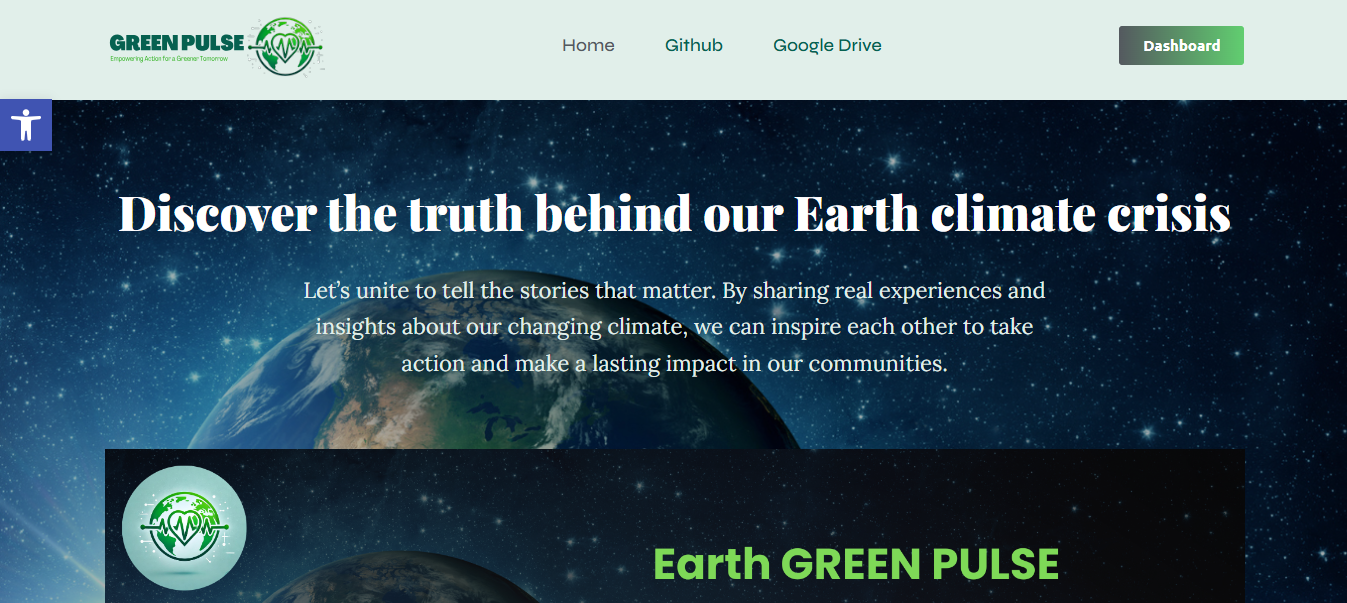 GREEN PULSE
Empowering Action for a Greener Tomorrow
Home Github Google Drive Dashboard
Discover the truth behind our Earth climate crisis
Let’s unite to tell the stories that matter. By sharing real experiences and
insights about our changing climate, we can inspire each other to take
action and make a lasting impact in our communities.
Earth GREEN PULSE